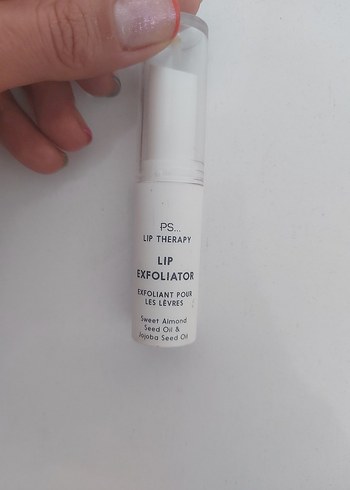 PS...
LIP THERAPY
LIP
EXFOLIATOR
EXFOLIANT POUR
LES LÈVRES
Sweet Almond
Seed Oil &
Jojoba Seed Oil